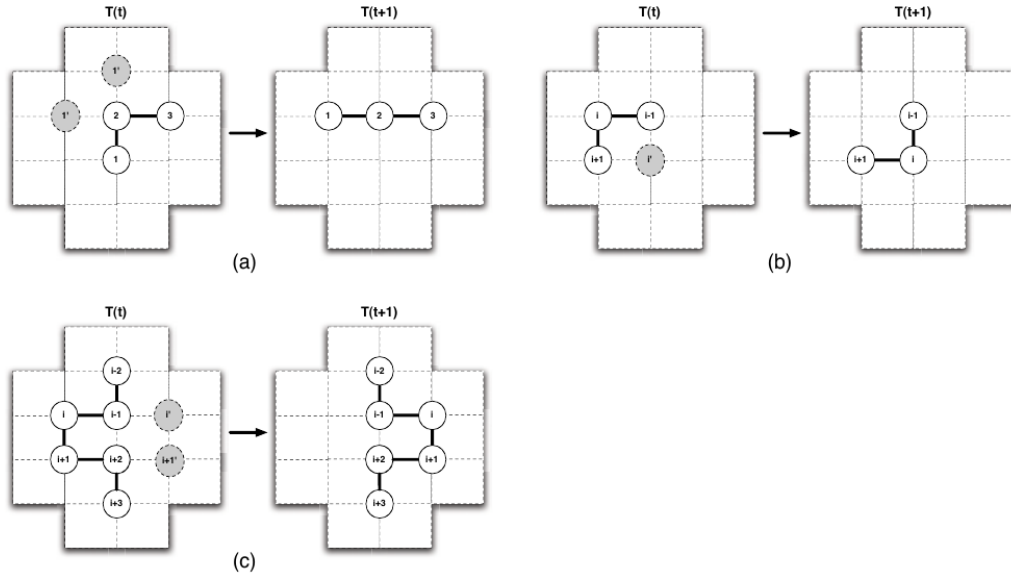 T(t) T(t+1) T(t) T(t+1)
1'
1' 2 3 1 2 3 i i-1 i-1
1 i+1 i' i+1 i
(a) (b)
T(t) T(t+1)
i-2 i-2
i i-1 i' i-1 i
i+1 i+2 i+1' i+2 i+1
i+3 i+3
(c)